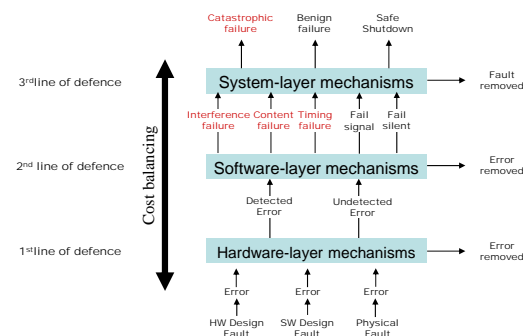 Catastrophic Benign Safe
failure failure Shutdown
3rd line of defence System-layer mechanisms Fault
removed
Interference Content Timing Fail Fail
failure failure failure signal silent
2nd line of defence Software-layer mechanisms Error
removed
Cost balancing
Detected Undetected
Error Error
1st line of defence Hardware-layer mechanisms Error
removed
Error Error Error
HW Design SW Design Physical
Fault Fault Fault